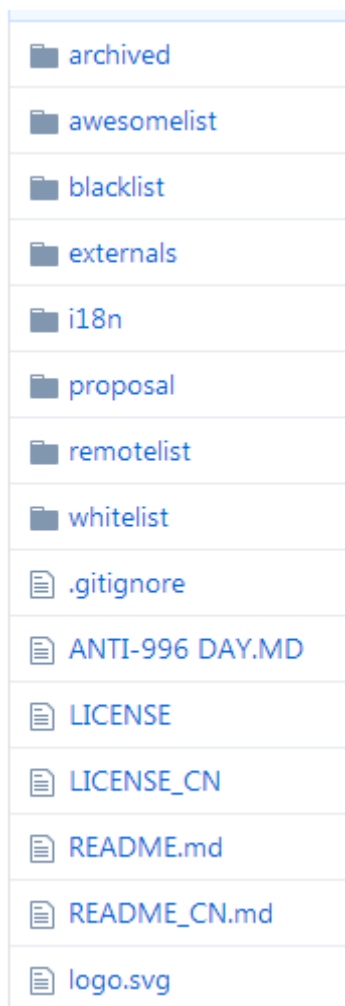 archived
awesomelist
blacklist
externals
i18n
proposal
remotelist
whitelist
.gitignore
ANTI-996 DAY.MD
LICENSE
LICENSE_CN
README.md
README_CN.md
logo.svg